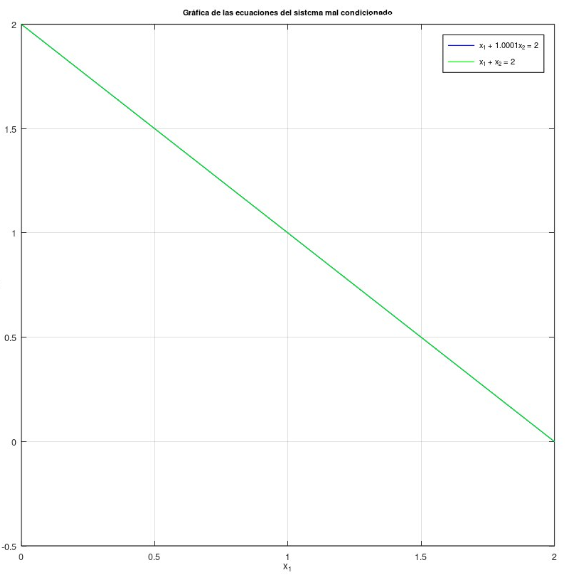 Gráfica de las ecuaciones del sistema mal condicionado
x₁ + 1.0001x₂ = 2
x₁ + x₂ = 2
2
1.5
1
0.5
0
-0.5
0 0.5 1 1.5 2
x₁